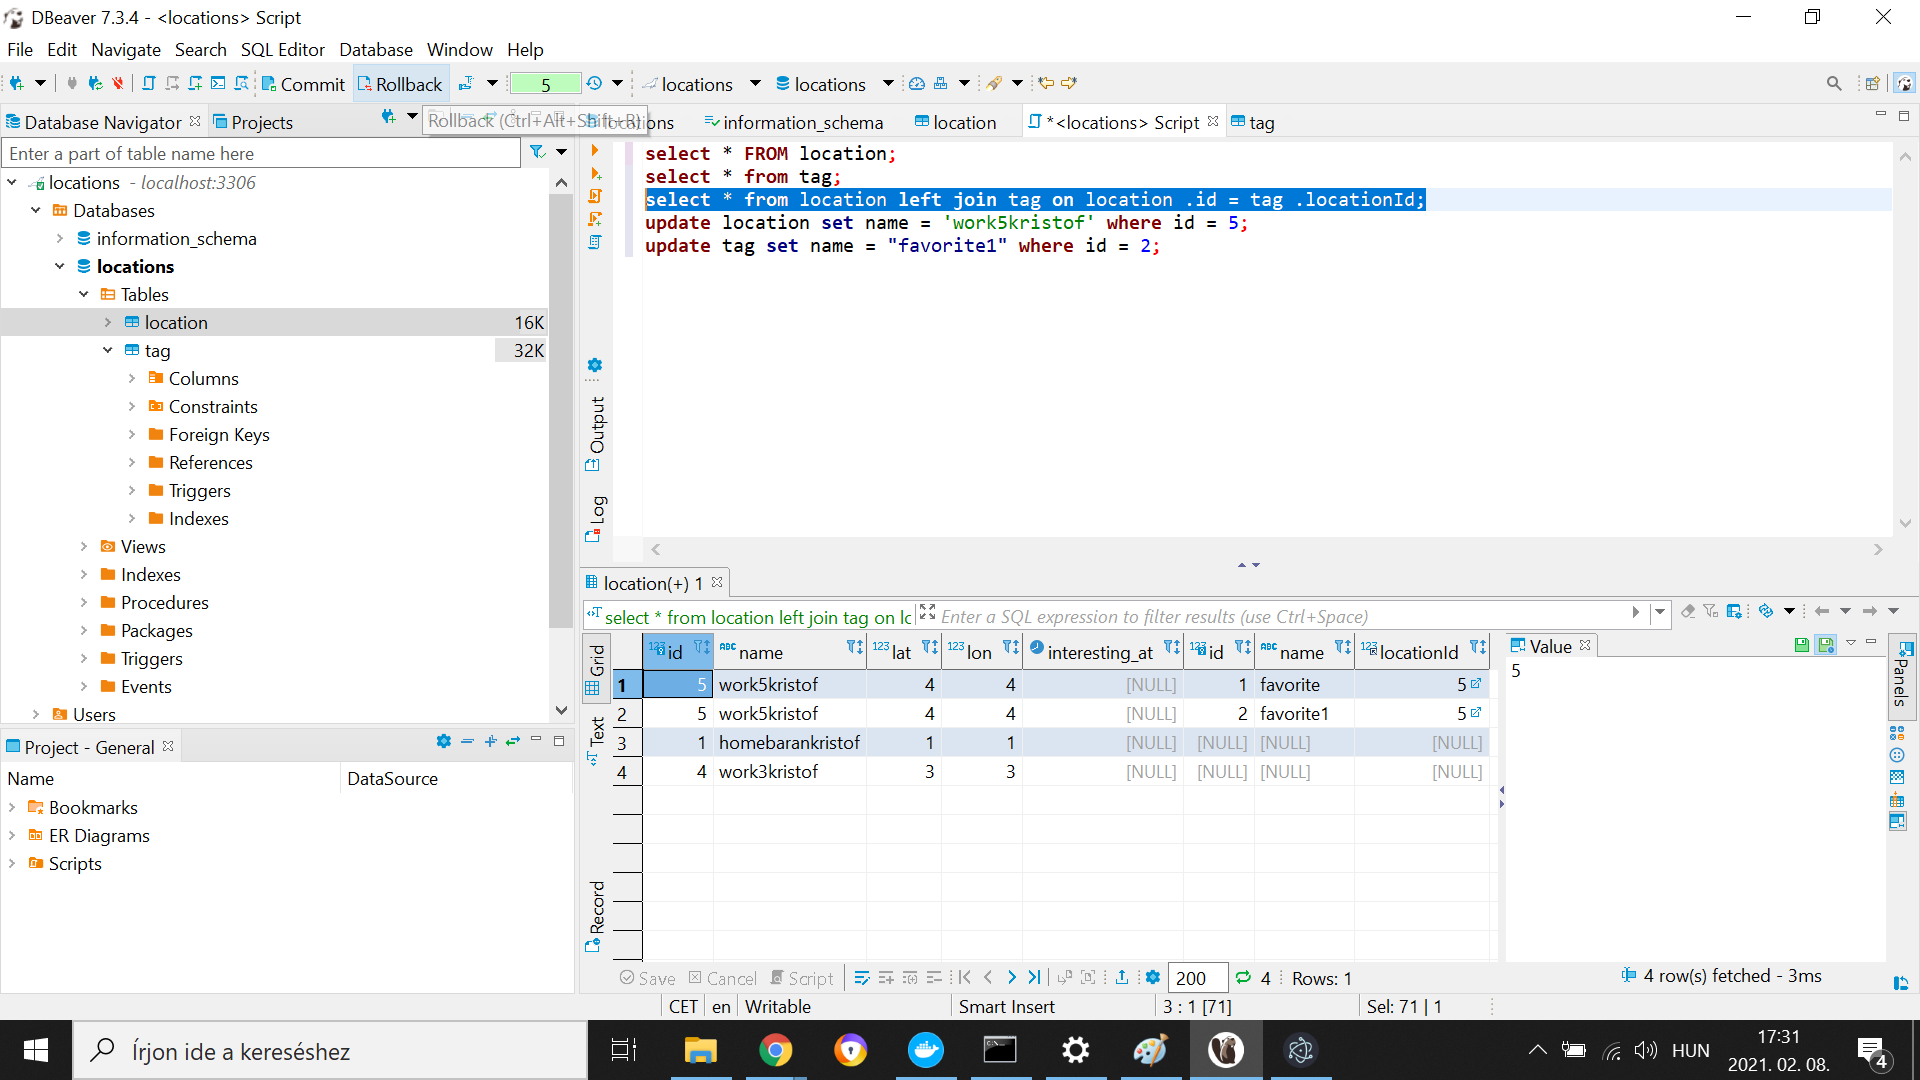 DBeaver 7.3.4 - <locations> Script
File Edit Navigate Search SQL Editor Database Window Help
Commit Rollback 5 locations locations
Database Navigator Projects
Rollback (Ctrl+Alt+Shift+R)
information_schema location *<locations> Script tag
Enter a part of table name here
locations - localhost:3306
Databases
information_schema
locations
Tables
location 16K
tag 32K
Columns
Constraints
Foreign Keys
References
Triggers
Indexes
Views
Indexes
Procedures
Packages
Triggers
Events
Users
Project - General
Name DataSource
Bookmarks
ER Diagrams
Scripts
select * FROM location;
select * from tag;
select * from location left join tag on location .id = tag .locationId;
update location set name = 'work5kristof' where id = 5;
update tag set name = "favorite1" where id = 2;
Output
Log
location(+) 1
select * from location left join tag on lc
Enter a SQL expression to filter results (use Ctrl+Space)
Grid
Text
Record
123 id ABC name 123 lat 123 lon interesting_at 123 id ABC name 123 locationId
1 5 work5kristof 4 4 [NULL] 1 favorite 5
2 5 work5kristof 4 4 [NULL] 2 favorite1 5
3 1 homebarankristof 1 1 [NULL] [NULL] [NULL] [NULL]
4 4 work3kristof 3 3 [NULL] [NULL] [NULL] [NULL]
Value
5
Panels
Save Cancel Script 200 4 Rows: 1
4 row(s) fetched - 3ms
CET en Writable Smart Insert 3 : 1 [71] Sel: 71 | 1
Írjon ide a kereséshez
HUN
17:31
2021. 02. 08.
4